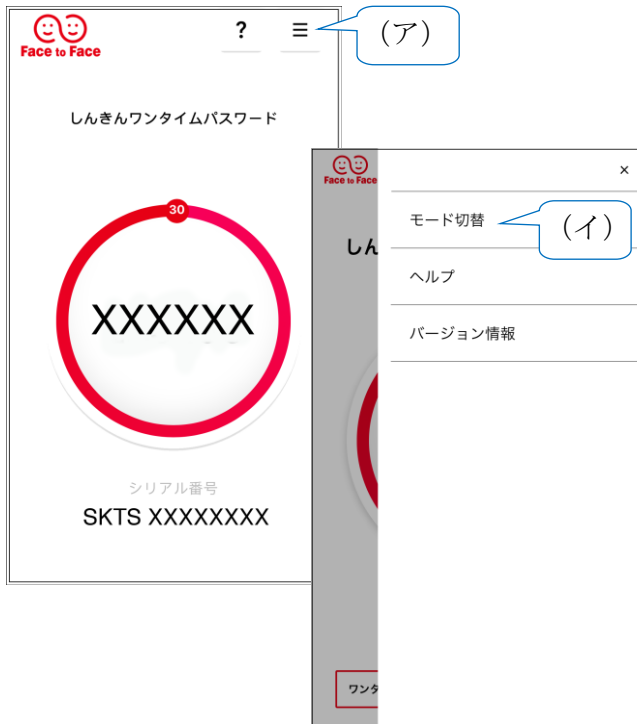 Face to Face
?
(ア)
しんきんワンタイムパスワード
30
XXXXXX
シリアル番号
SKTS XXXXXXXX
Face to Face
×
モード切替
(イ)
しん
ヘルプ
バージョン情報
ワンタ